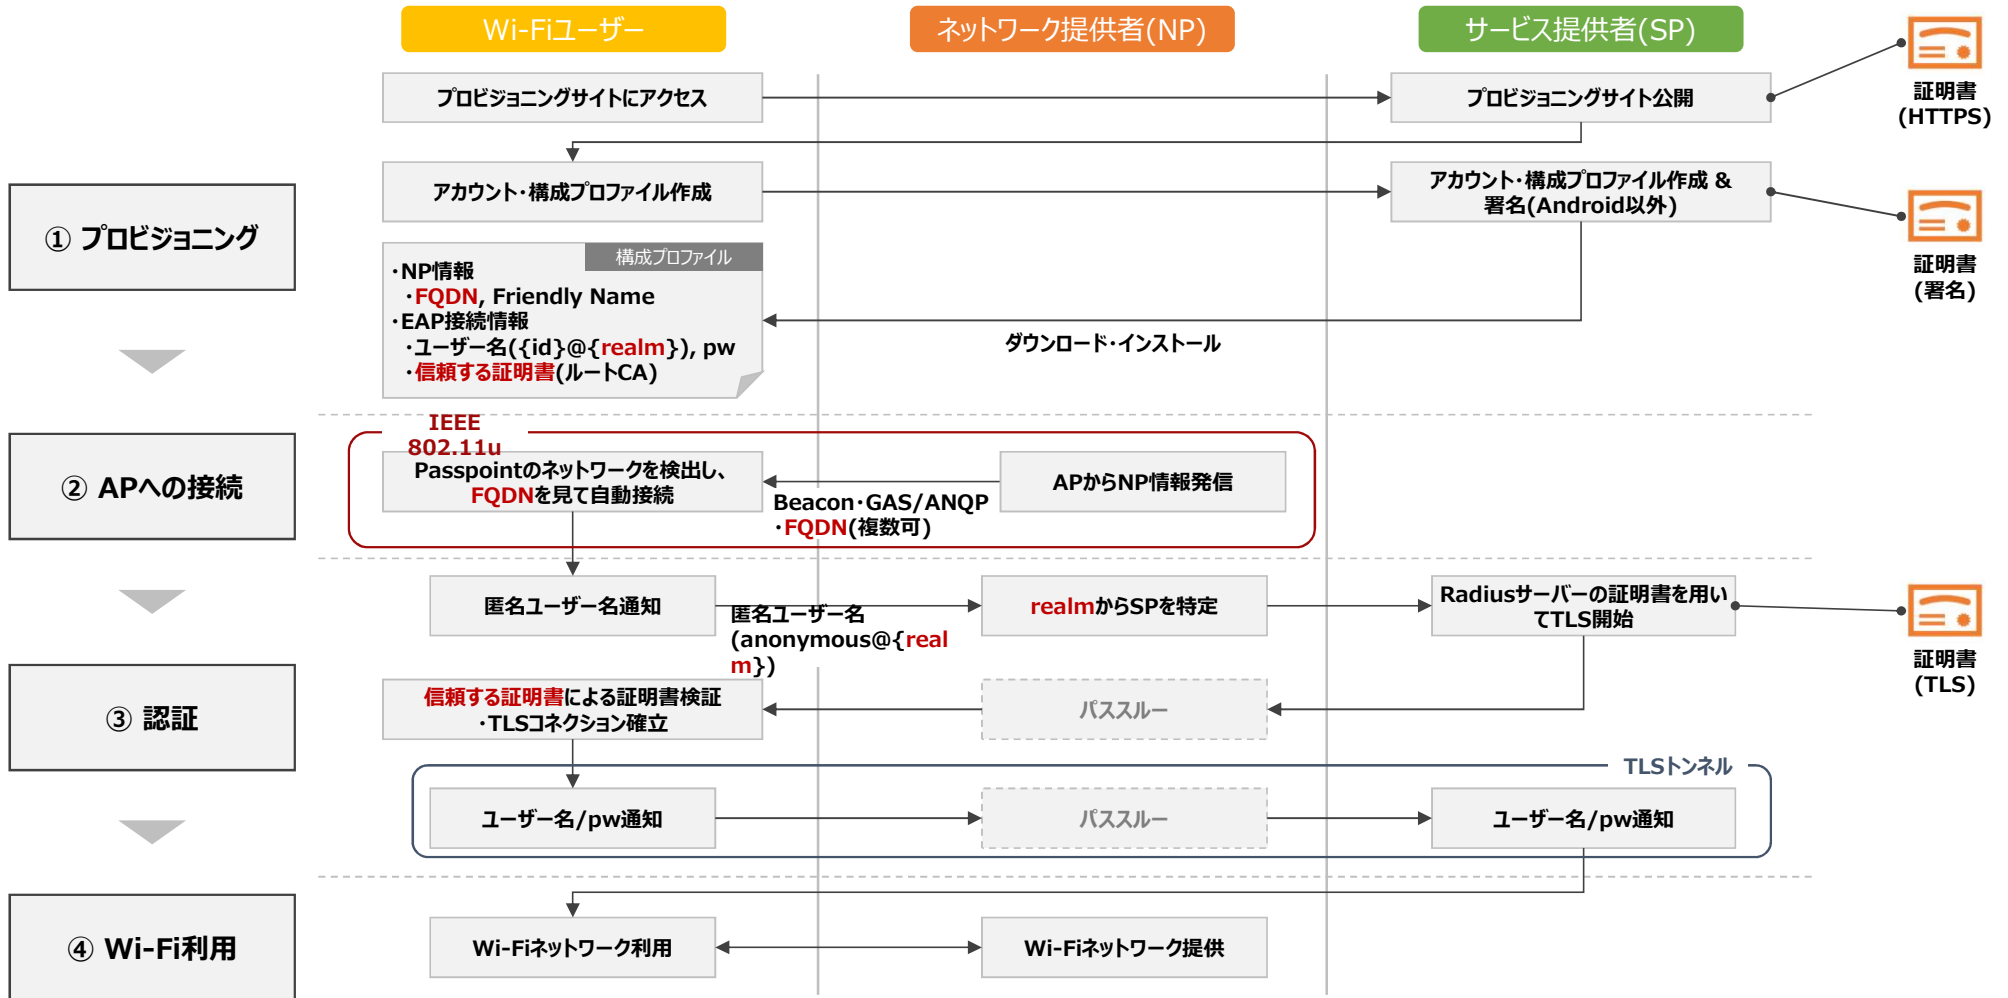 Wi-Fiユーザー
ネットワーク提供者(NP)
サービス提供者(SP)
プロビジョニングサイトにアクセス
プロビジョニングサイト公開
証明書
(HTTPS)
① プロビジョニング
アカウント・構成プロファイル作成
アカウント・構成プロファイル作成 &
署名(Android以外)
証明書
(署名)
構成プロファイル
・NP情報
・FQDN, Friendly Name
・EAP接続情報
・ユーザー名({id}@{realm}), pw
・信頼する証明書(ルートCA)
ダウンロード・インストール
② APへの接続
IEEE
802.11u
Passpointのネットワークを検出し、
FQDNを見て自動接続
APからNP情報発信
Beacon・GAS/ANQP
・FQDN(複数可)
③ 認証
匿名ユーザー名通知
匿名ユーザー名
(anonymous@{real
m})
realmからSPを特定
Radiusサーバーの証明書を用い
てTLS開始
証明書
(TLS)
信頼する証明書による証明書検証
・TLSコネクション確立
パススルー
TLSトンネル
ユーザー名/pw通知
パススルー
ユーザー名/pw通知
④ Wi-Fi利用
Wi-Fiネットワーク利用
Wi-Fiネットワーク提供